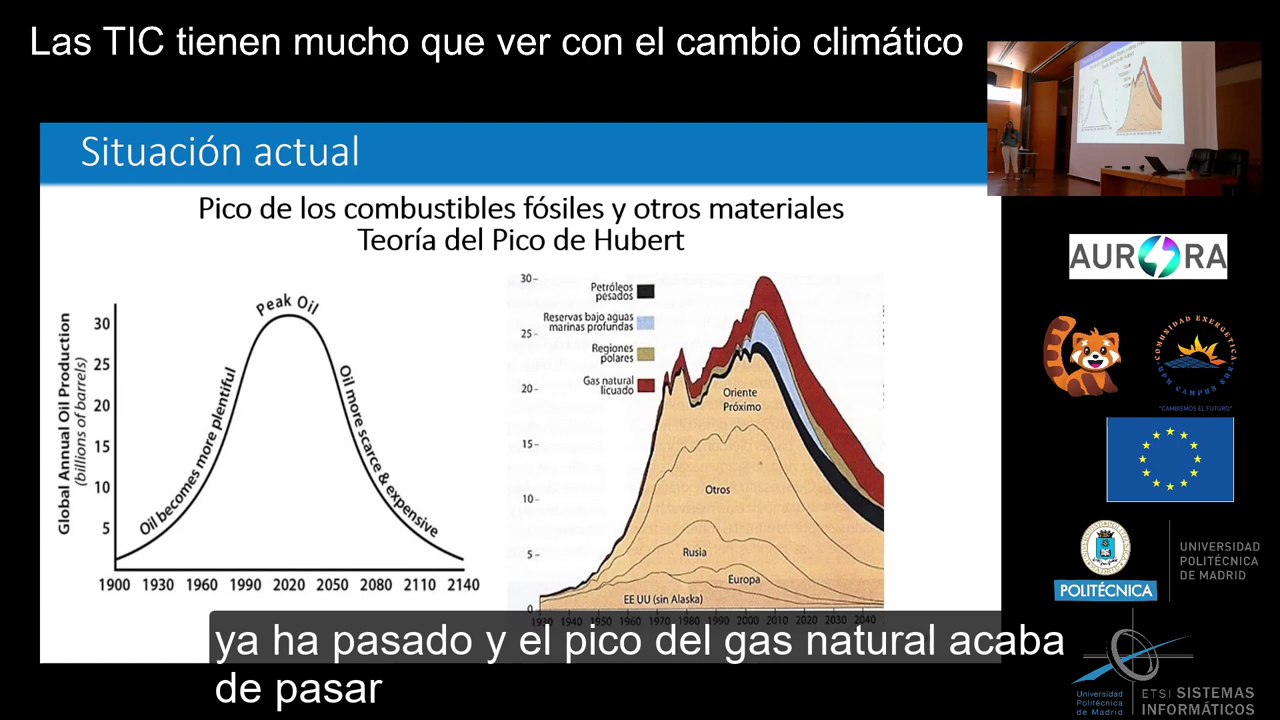 Las TIC tienen mucho que ver con el cambio climático
Situación actual
Pico de los combustibles fósiles y otros materiales
Teoría del Pico de Hubert
Global Annual Oil Production
(billions of barrels)
30
25
20
15
10
5
Oil becomes more plentiful
Peak Oil
Oil more scarce & expensive
1900 1930 1960 1990 2020 2050 2080 2110 2140
30
25
20
15
10
5
0
Petróleos
pesados
Reservas bajo aguas
marinas profundas
Regiones
polares
Gas natural
licuado
Oriente
Próximo
Otros
Rusia
Europa
EE UU (sin Alaska)
1930 1940 1950 1960 1970 1980 1990 2000 2010 2020 2030 2040
ya ha pasado y el pico del gas natural acaba
de pasar
AURORA
COMUNIDAD ENERGÉTICA
UPM CAMPUS SUR
"CAMBIEMOS EL FUTURO"
POLITÉCNICA
UNIVERSIDAD
POLITÉCNICA
DE MADRID
Universidad
Politécnica
de Madrid
ETSI SISTEMAS
INFORMÁTICOS